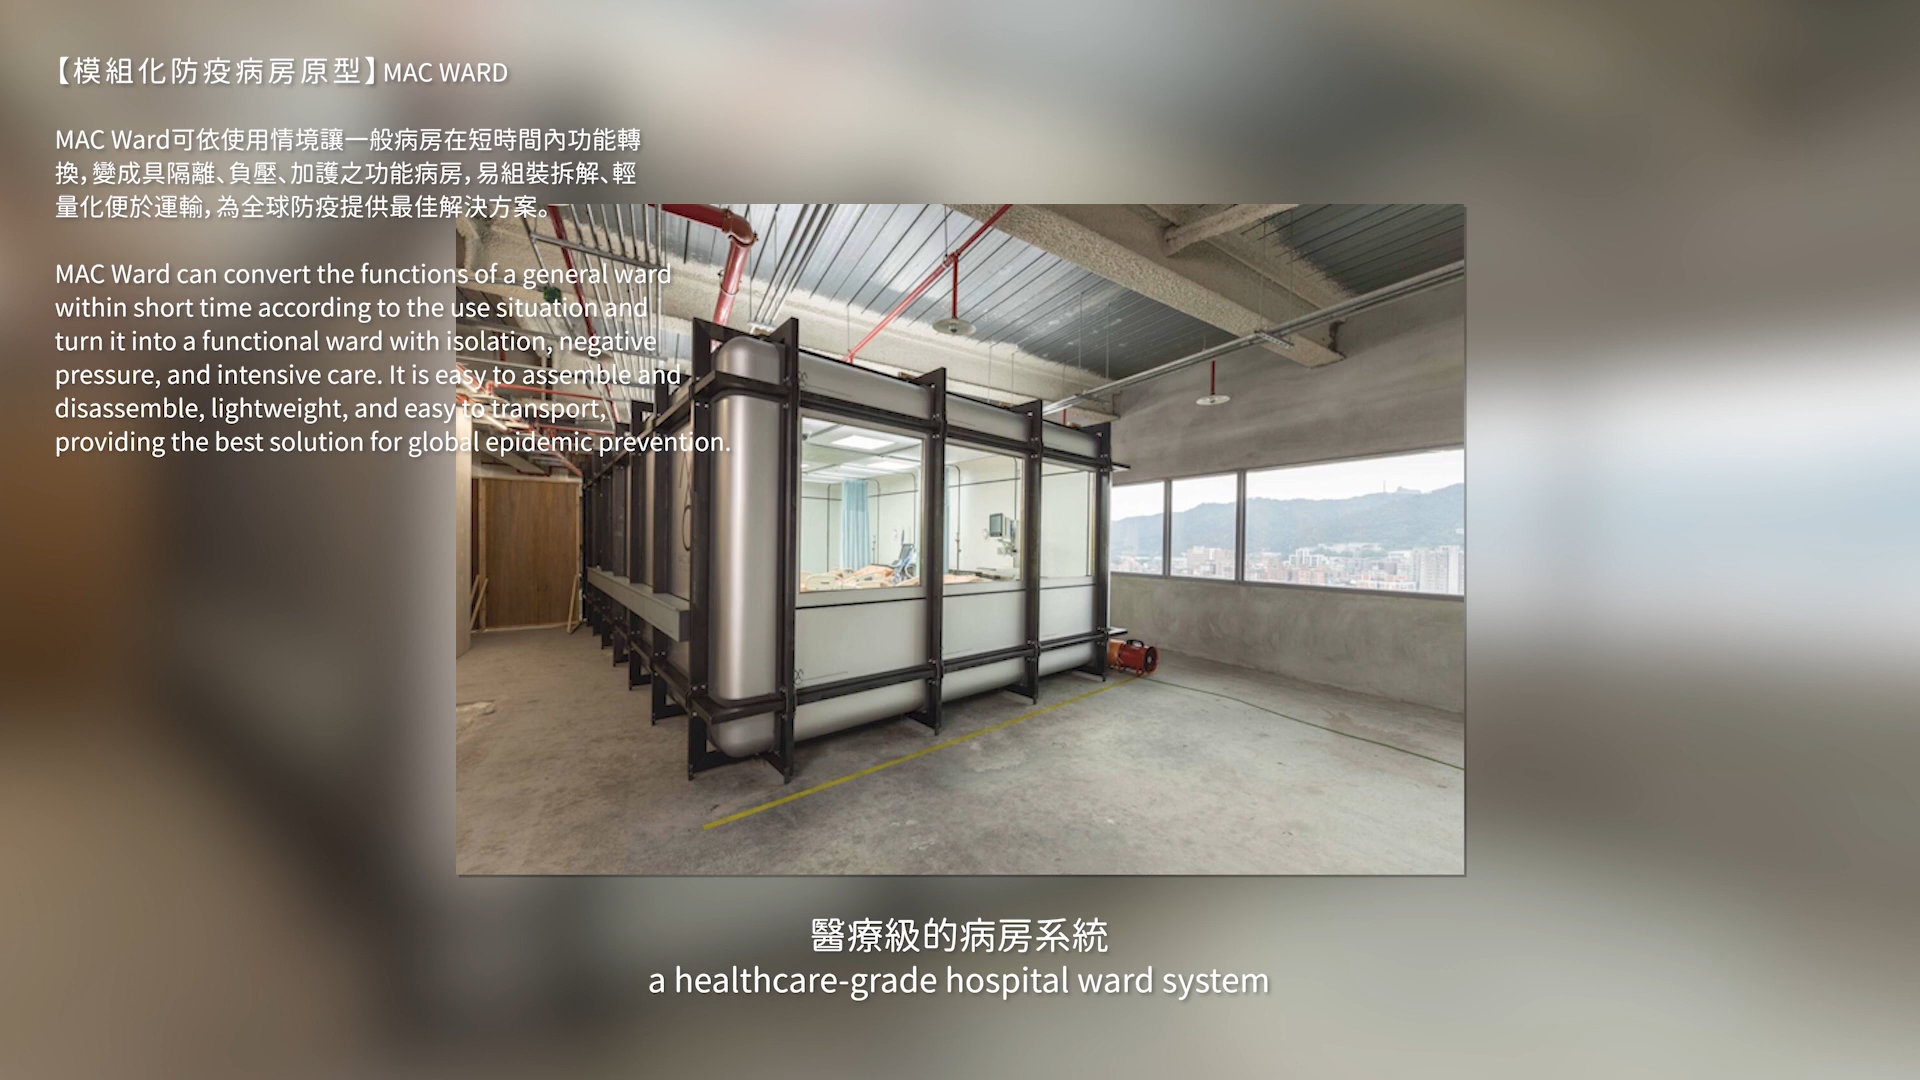 【模組化防疫病房原型】MAC WARD
MAC Ward可依使用情境讓一般病房在短時間內功能轉
換，變成具隔離、負壓、加護之功能病房，易組裝拆解、輕
量化便於運輸，為全球防疫提供最佳解決方案。
MAC Ward can convert the functions of a general ward
within short time according to the use situation and
turn it into a functional ward with isolation, negative
pressure, and intensive care. It is easy to assemble and
disassemble, lightweight, and easy to transport,
providing the best solution for global epidemic prevention.
醫療級的病房系統
a healthcare-grade hospital ward system